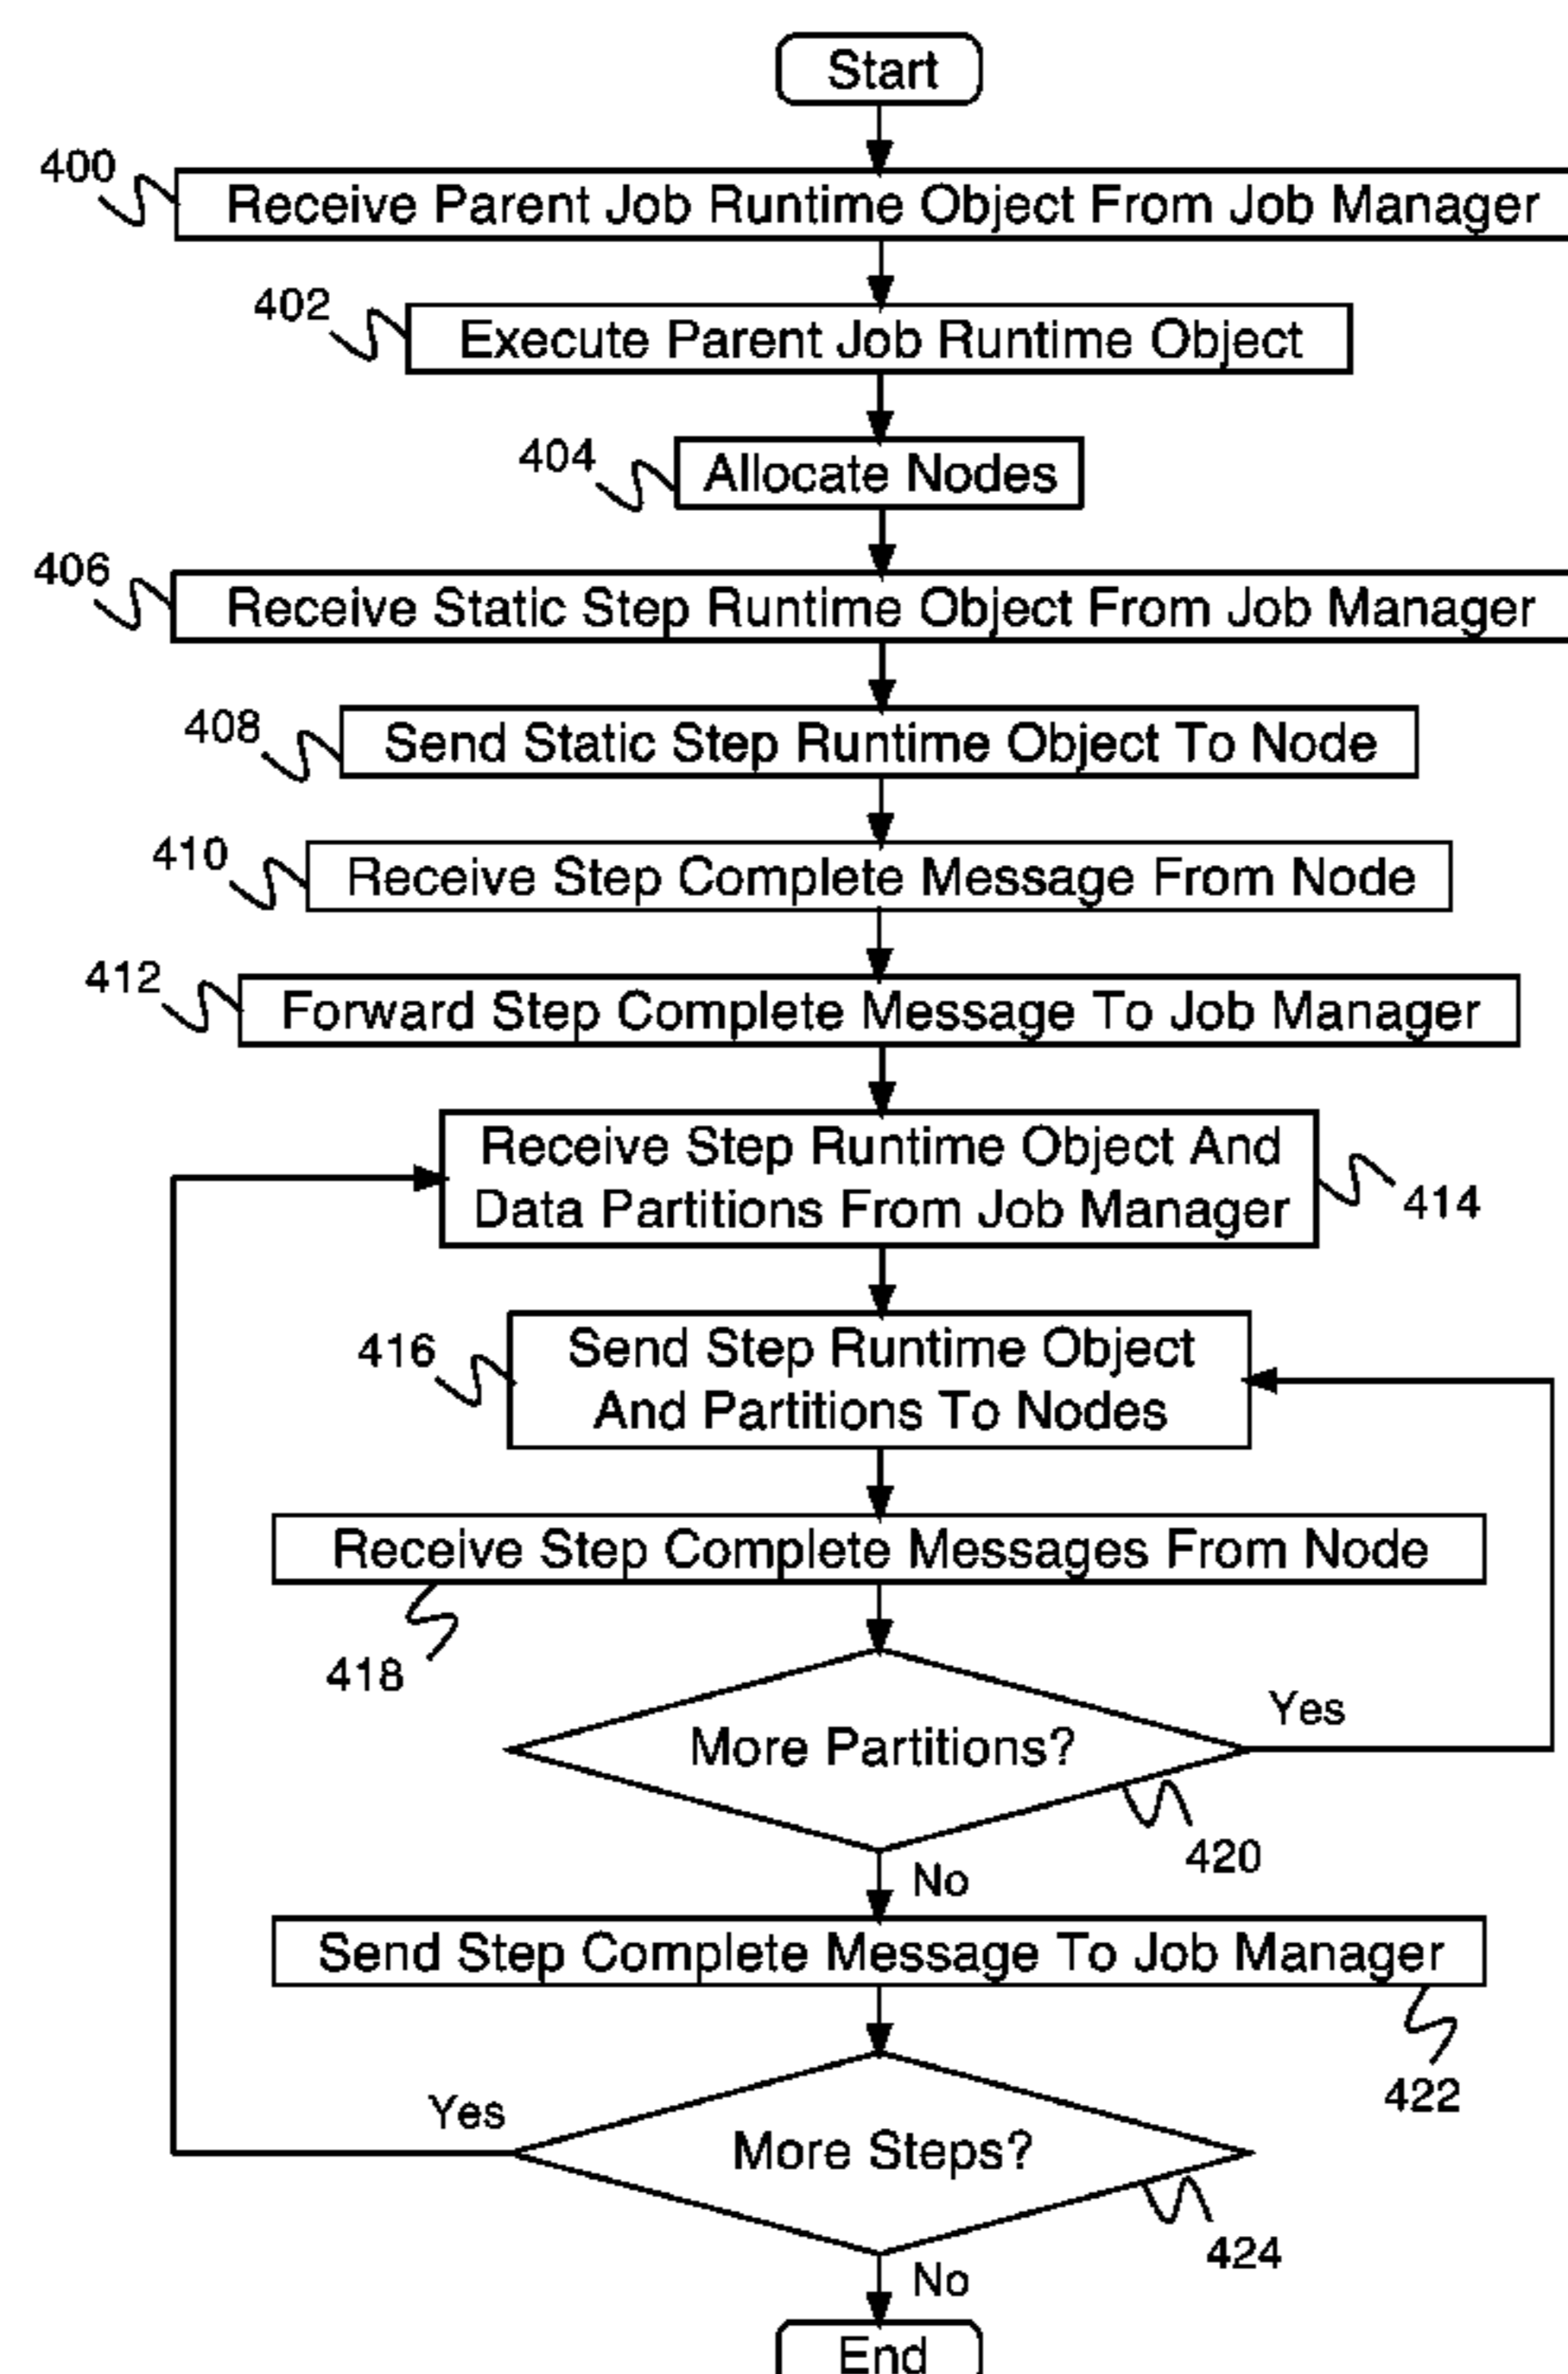 Start
400
Receive Parent Job Runtime Object From Job Manager
402
Execute Parent Job Runtime Object
404
Allocate Nodes
406
Receive Static Step Runtime Object From Job Manager
408
Send Static Step Runtime Object To Node
410
Receive Step Complete Message From Node
412
Forward Step Complete Message To Job Manager
Receive Step Runtime Object And
Data Partitions From Job Manager
414
416
Send Step Runtime Object
And Partitions To Nodes
Receive Step Complete Messages From Node
418
More Partitions?
Yes
420
No
Send Step Complete Message To Job Manager
422
Yes
More Steps?
424
No
End